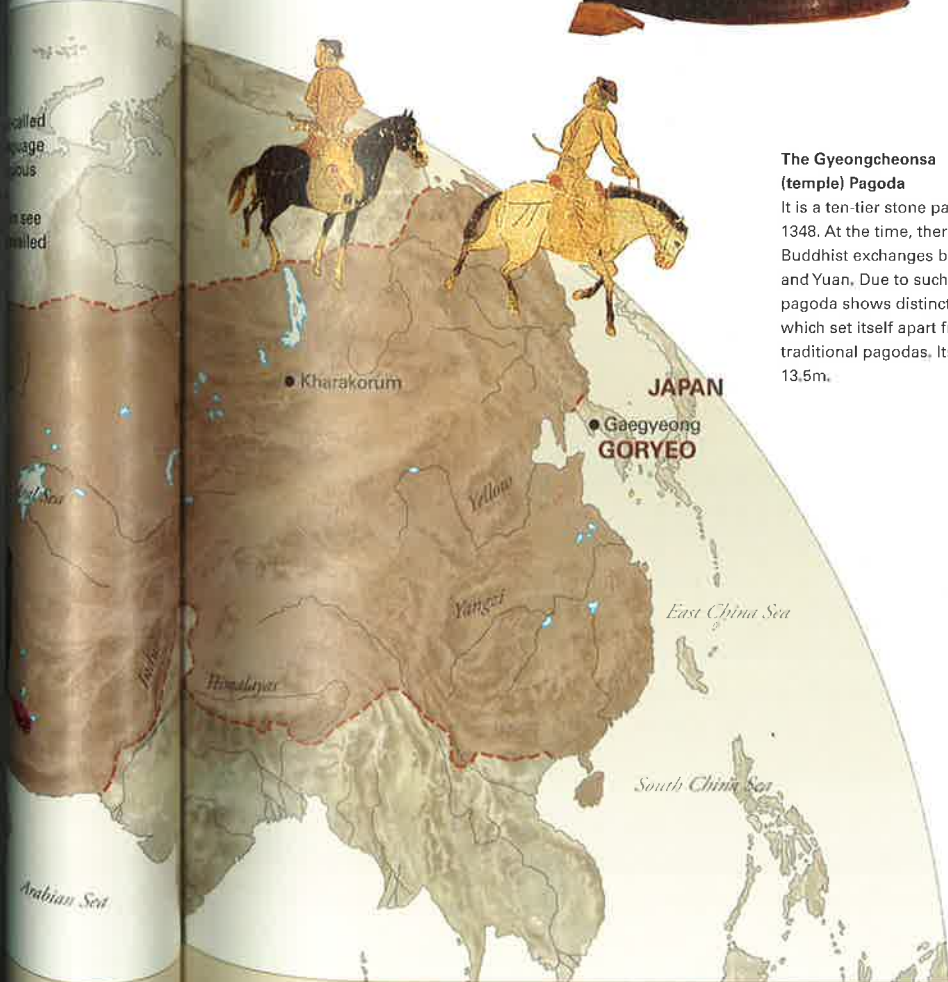 called
see
Kharakorum
JAPAN
Gaegyeong
GORYEO
Yellow
Yangzi
East China Sea
Himalayas
South China Sea
Arabian Sea
Sea
The Gyeongcheonsa
(temple) Pagoda
It is a ten-tier stone pa
1348. At the time, ther
Buddhist exchanges b
and Yuan. Due to such
pagoda shows distinct
which set itself apart f
traditional pagodas. It
13.5m.